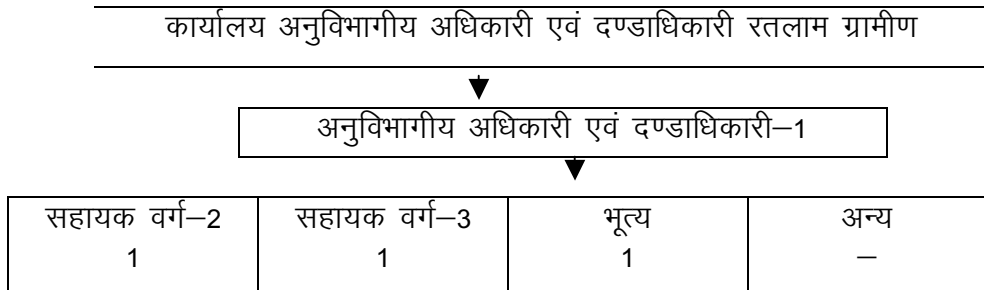 कार्यालय अनुविभागीय अधिकारी एवं दण्डाधिकारी रतलाम ग्रामीण
अनुविभागीय अधिकारी एवं दण्डाधिकारी–1
सहायक वर्ग–2 सहायक वर्ग–3 भृत्य अन्य
1 1 1 –